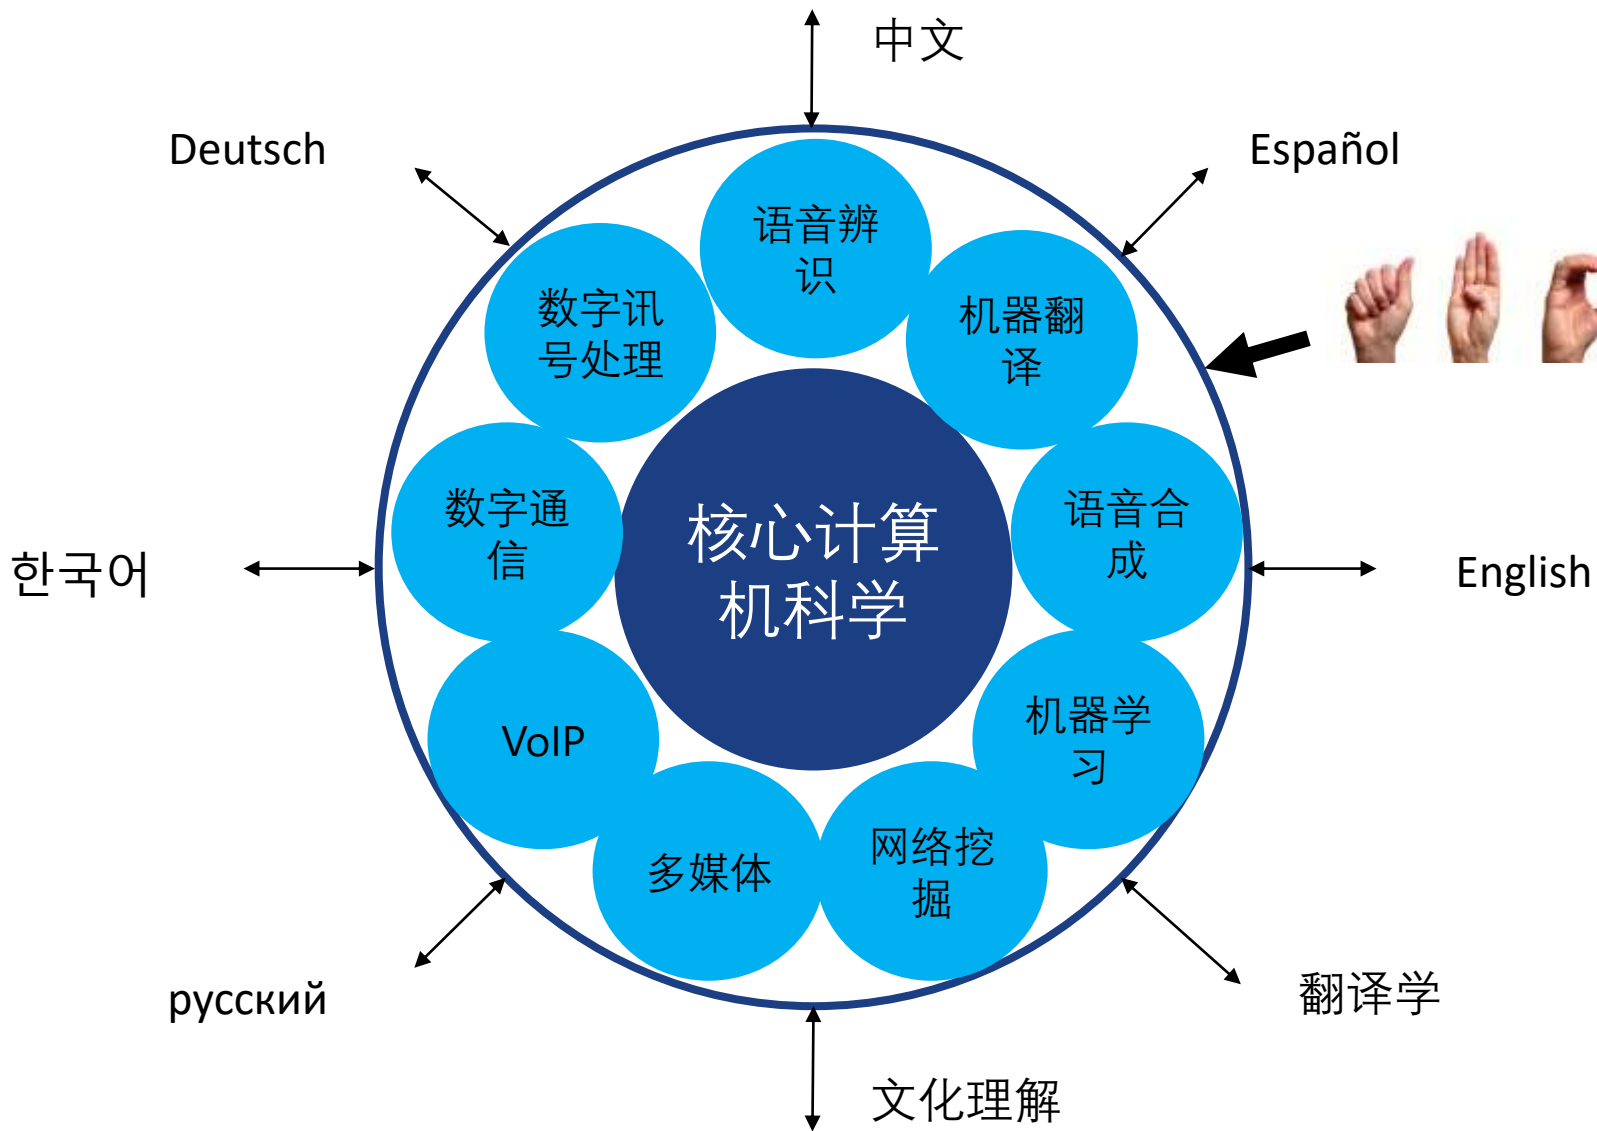 中文
Deutsch
Español
语音辨
识
数字讯
号处理
机器翻
译
数字通
信
核心计算
机科学
语音合
成
한국어
English
VoIP
机器学
习
多媒体
网络挖
掘
русский
翻译学
文化理解